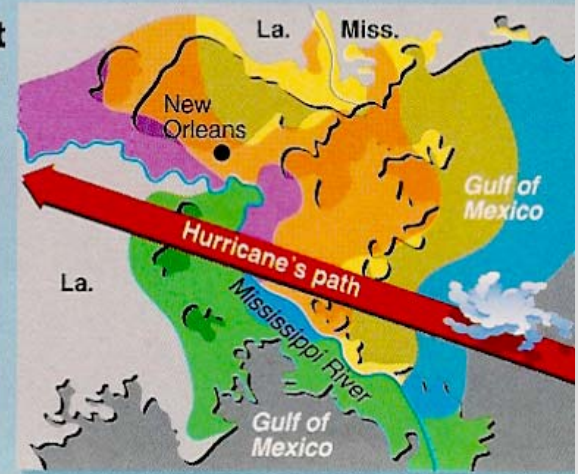 t
La. Miss.
New
Orleans
Gulf of
Mexico
Hurricane's path
La.
Mississippi River
Gulf of
Mexico